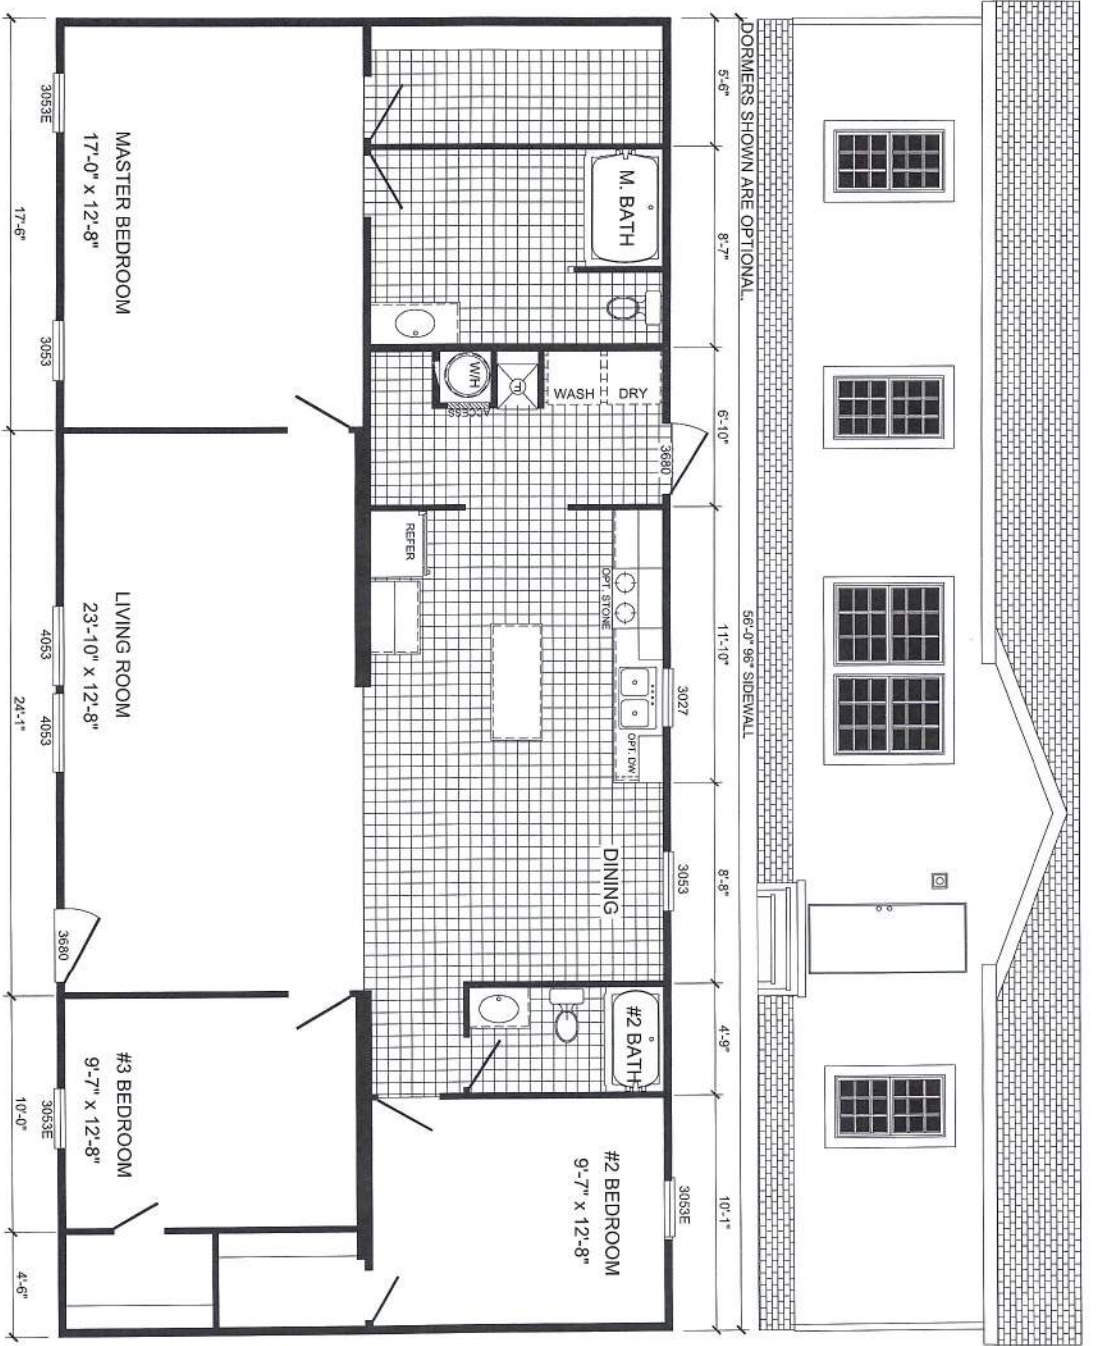 DORMERS SHOWN ARE OPTIONAL.
56'-0" 96" SIDEWALL
5'-6"
8'-7"
6'-10"
11'-10"
8'-8"
4'-9"
10'-1"
3680
3027
3053
3053E
M. BATH
W/H
ACCESS
E
WASH
DRY
REFER
OPT. STONE
OPT. DW
DINING
#2 BATH
#2 BEDROOM
9'-7" x 12'-8"
MASTER BEDROOM
17'-0" x 12'-8"
LIVING ROOM
23'-10" x 12'-8"
#3 BEDROOM
9'-7" x 12'-8"
3053E
3053
4053
4053
3680
3053E
17'-6"
24'-1"
10'-0"
4'-6"